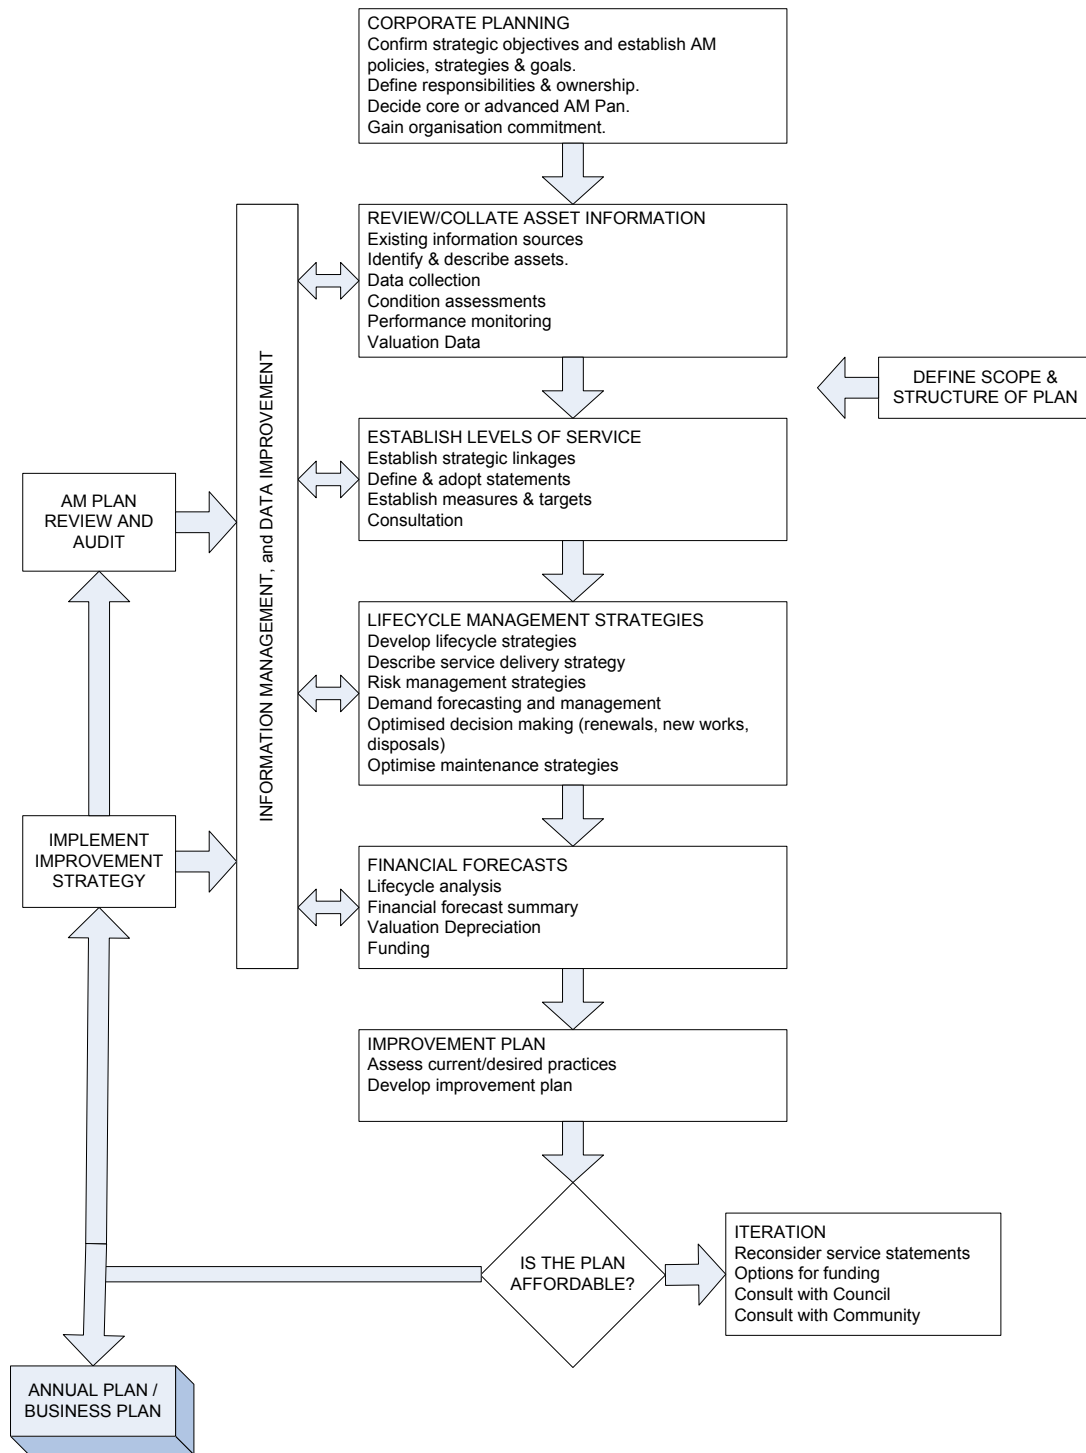 CORPORATE PLANNING
Confirm strategic objectives and establish AM
policies, strategies & goals.
Define responsibilities & ownership.
Decide core or advanced AM Pan.
Gain organisation commitment.
REVIEW/COLLATE ASSET INFORMATION
Existing information sources
Identify & describe assets.
Data collection
Condition assessments
Performance monitoring
Valuation Data
DEFINE SCOPE &
STRUCTURE OF PLAN
INFORMATION MANAGEMENT, and DATA IMPROVEMENT
ESTABLISH LEVELS OF SERVICE
Establish strategic linkages
Define & adopt statements
Establish measures & targets
Consultation
AM PLAN
REVIEW AND
AUDIT
LIFECYCLE MANAGEMENT STRATEGIES
Develop lifecycle strategies
Describe service delivery strategy
Risk management strategies
Demand forecasting and management
Optimised decision making (renewals, new works,
disposals)
Optimise maintenance strategies
IMPLEMENT
IMPROVEMENT
STRATEGY
FINANCIAL FORECASTS
Lifecycle analysis
Financial forecast summary
Valuation Depreciation
Funding
IMPROVEMENT PLAN
Assess current/desired practices
Develop improvement plan
IS THE PLAN
AFFORDABLE?
ITERATION
Reconsider service statements
Options for funding
Consult with Council
Consult with Community
ANNUAL PLAN /
BUSINESS PLAN